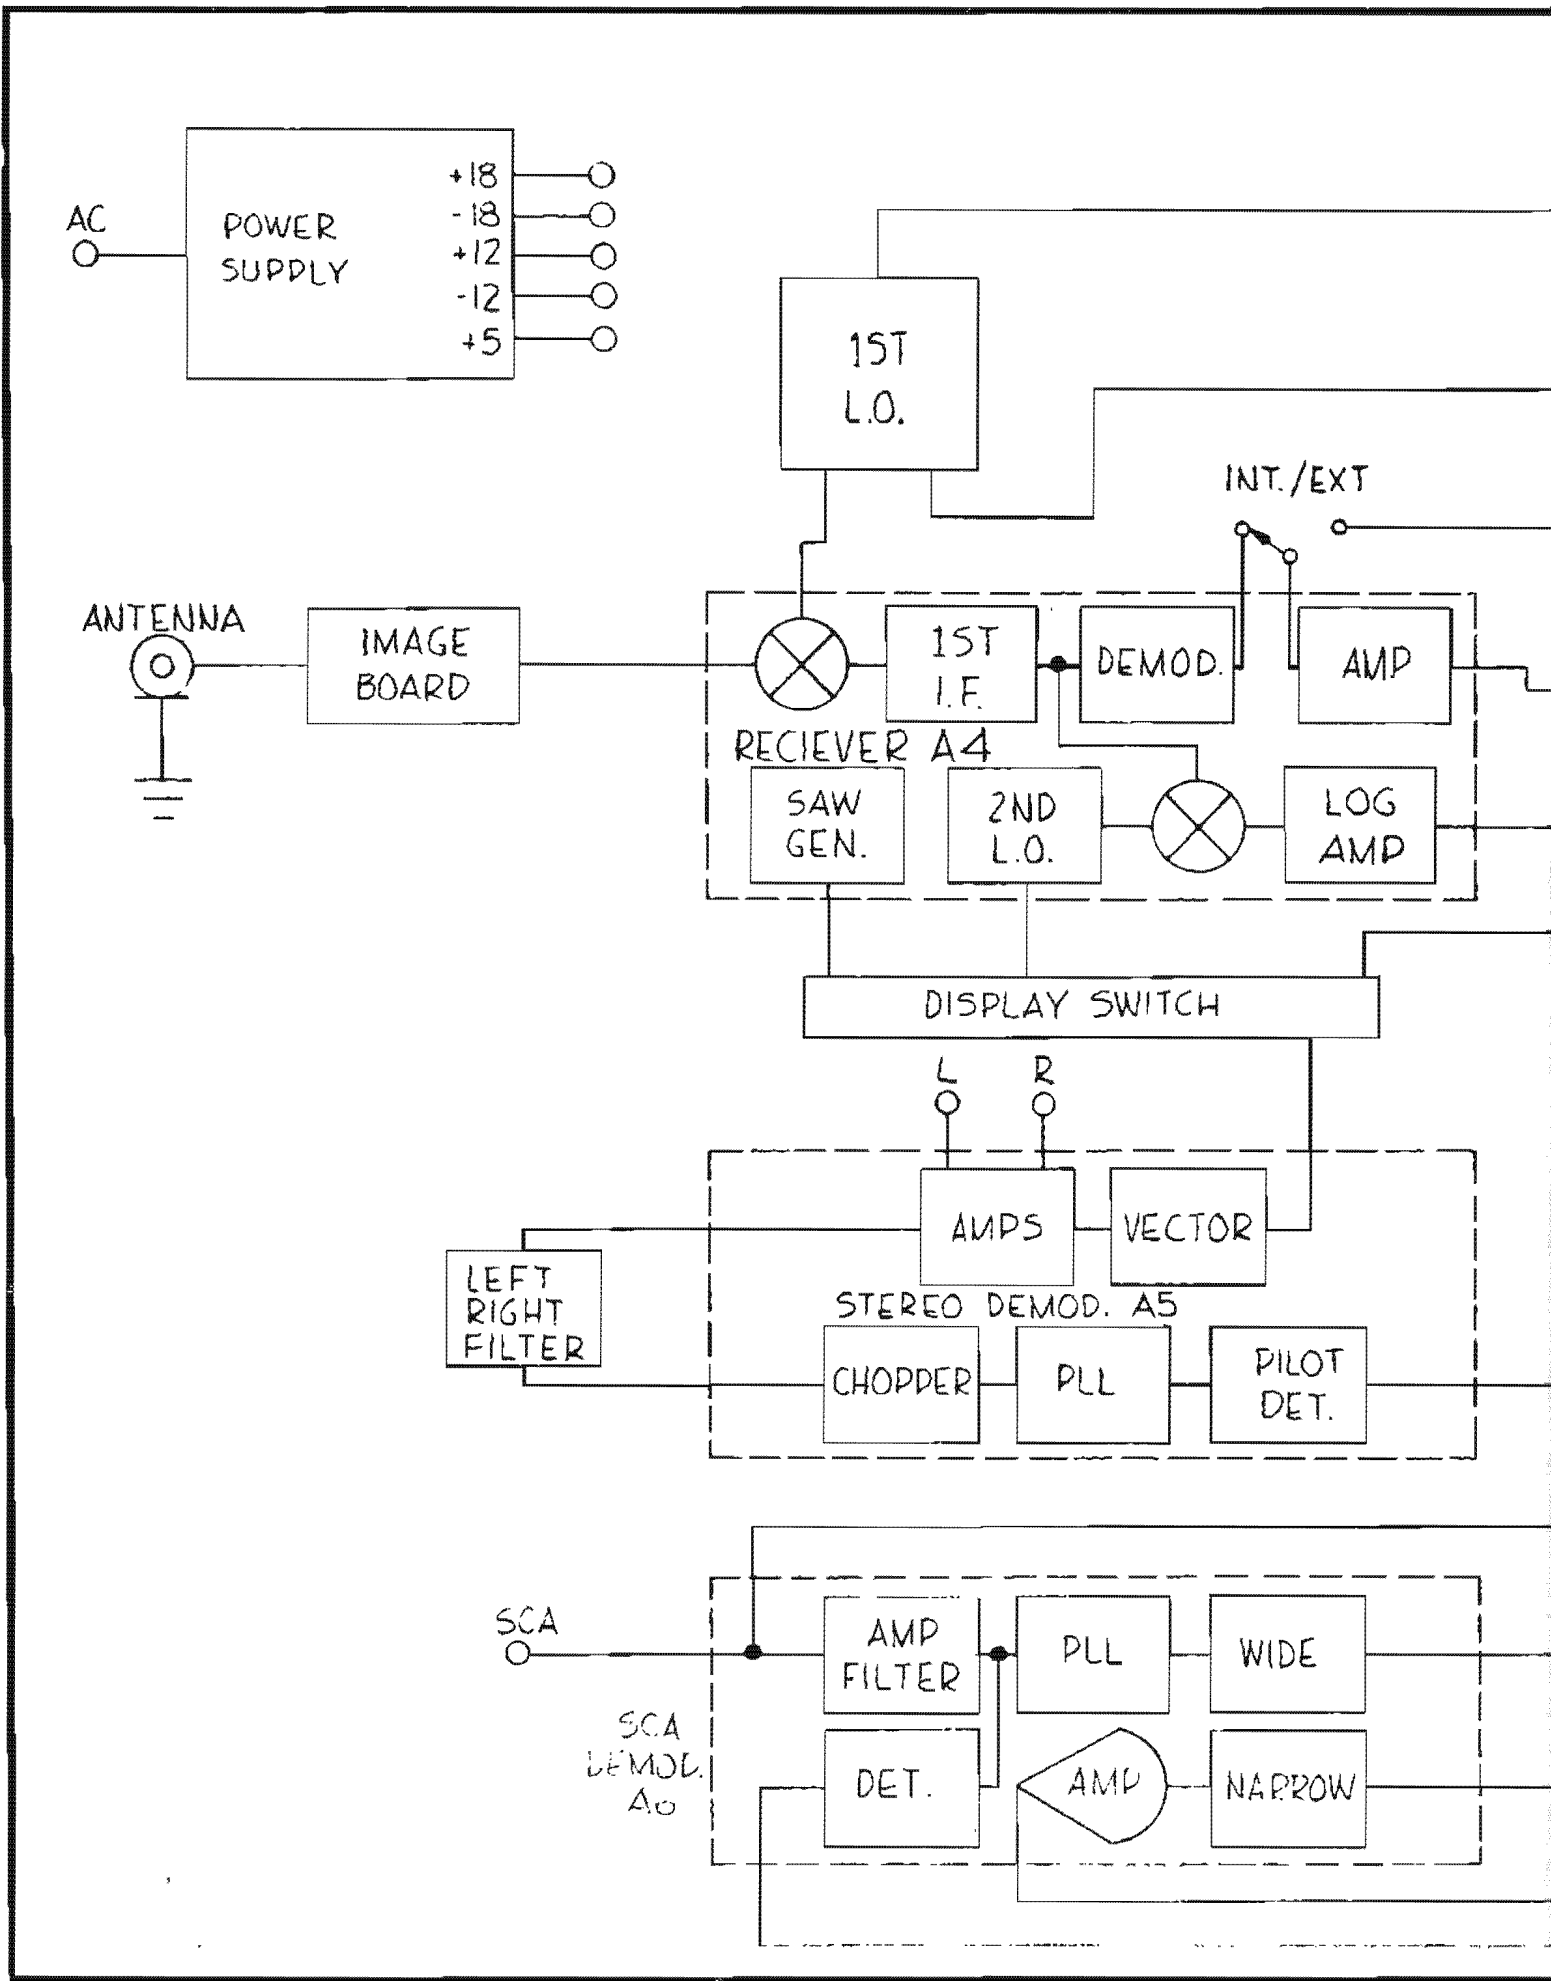 AC
POWER
SUPPLY
+18
-18
+12
-12
+5
1ST
L.O.
INT./EXT
ANTENNA
IMAGE
BOARD
1ST
I.F.
DEMOD.
AMP
RECIEVER A4
SAW
GEN.
2ND
L.O.
LOG
AMP
DISPLAY SWITCH
L
R
AMPS
VECTOR
LEFT
RIGHT
FILTER
STEREO DEMOD. A5
CHOPPER
PLL
PILOT
DET.
SCA
AMP
FILTER
PLL
WIDE
SCA
DEMOD.
DET.
AMP
NARROW